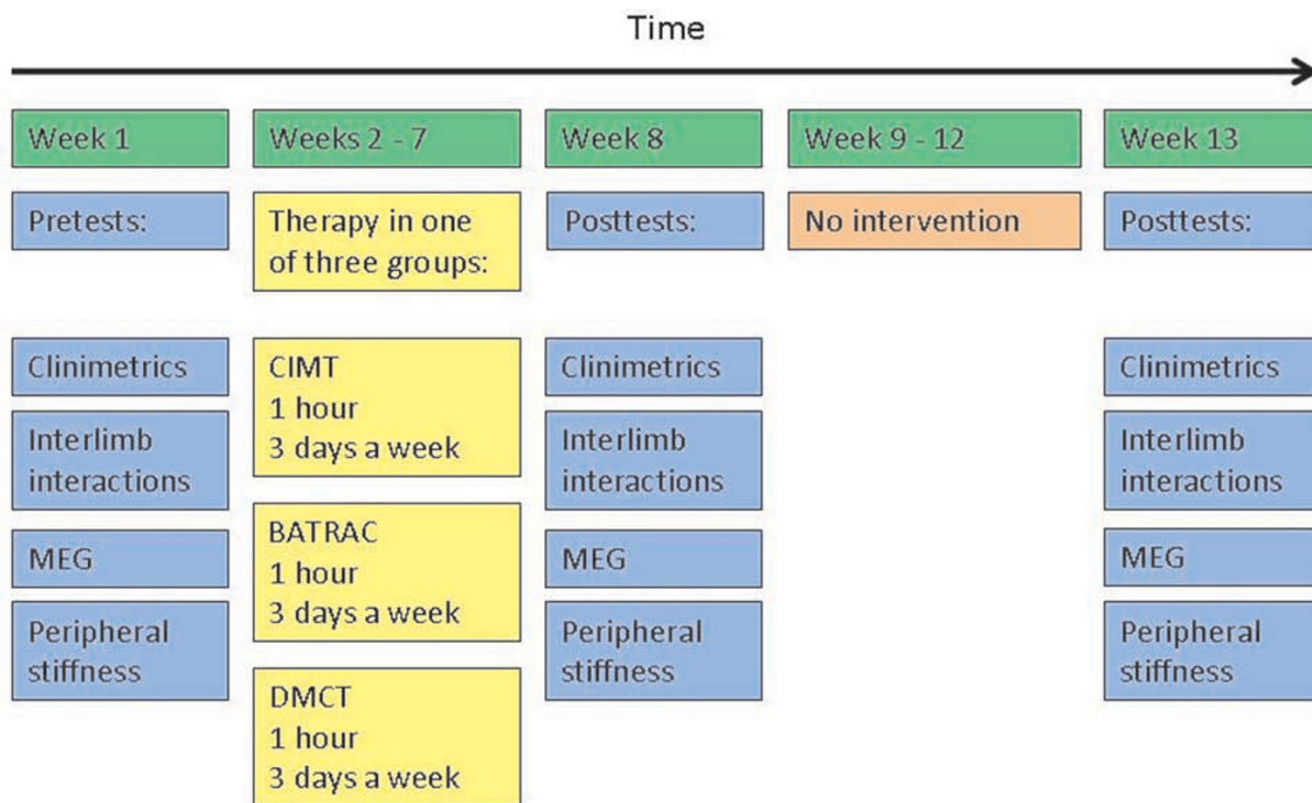 Time
Week 1
Weeks 2 - 7
Week 8
Week 9 - 12
Week 13
Pretests:
Therapy in one
of three groups:
Posttests:
No intervention
Posttests:
Clinimetrics
Interlimb
interactions
MEG
Peripheral
stiffness
CIMT
1 hour
3 days a week
BATRAC
1 hour
3 days a week
DMCT
1 hour
3 days a week
Clinimetrics
Interlimb
interactions
MEG
Peripheral
stiffness
Clinimetrics
Interlimb
interactions
MEG
Peripheral
stiffness